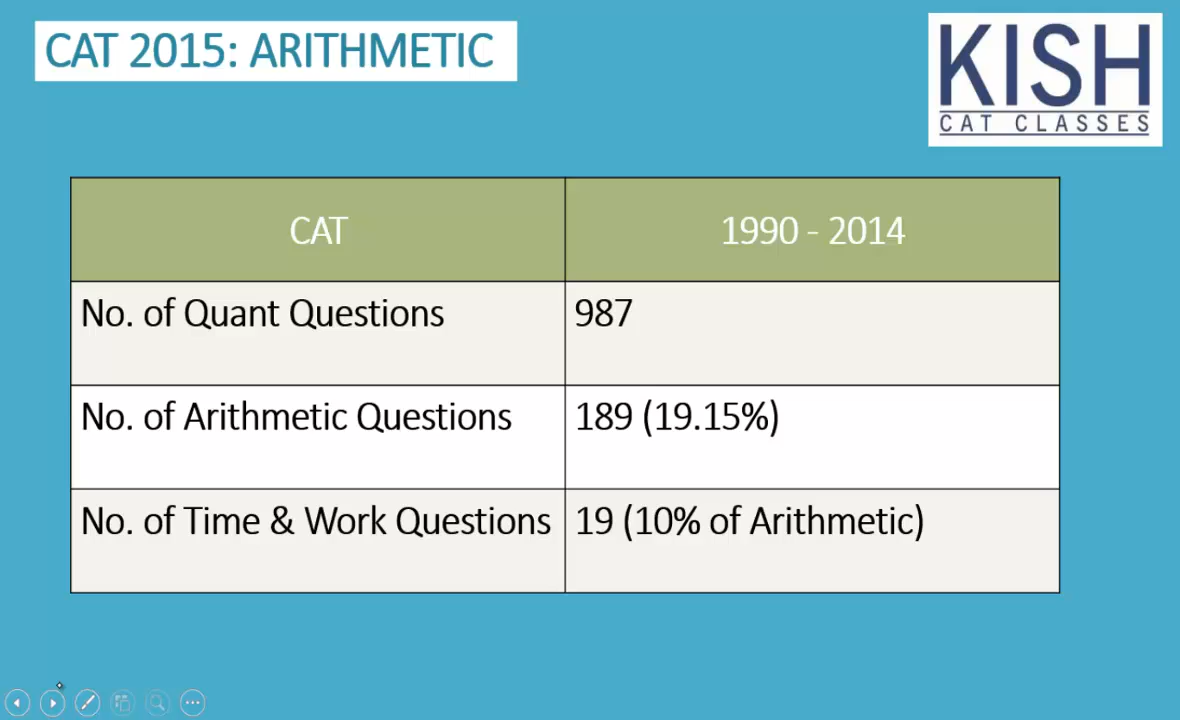 CAT 2015: ARITHMETIC
KISH
CAT CLASSES
CAT 1990 - 2014
No. of Quant Questions 987
No. of Arithmetic Questions 189 (19.15%)
No. of Time & Work Questions 19 (10% of Arithmetic)